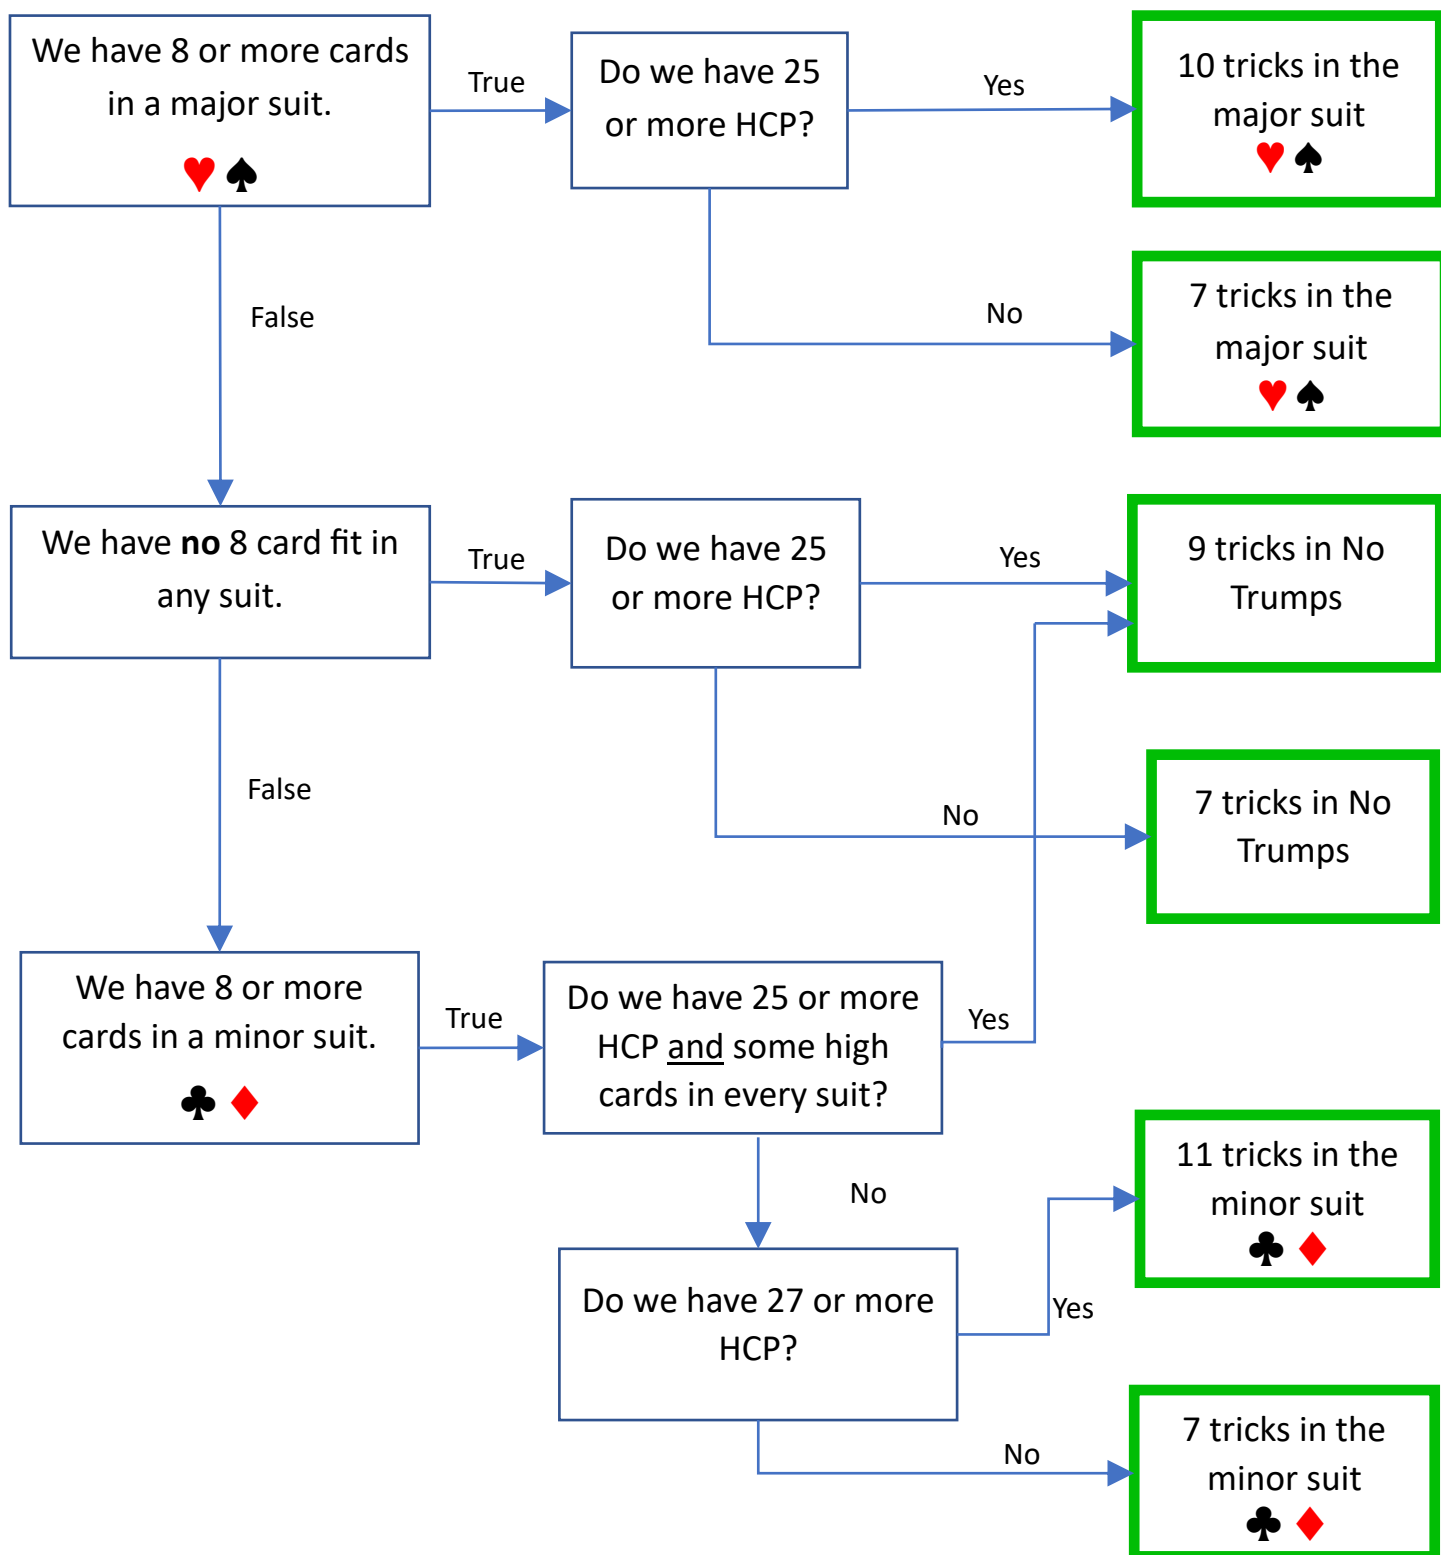 We have 8 or more cards
in a major suit.
♥ ♠
True
Do we have 25
or more HCP?
Yes
10 tricks in the
major suit
♥ ♠
No
7 tricks in the
major suit
♥ ♠
False
We have no 8 card fit in
any suit.
True
Do we have 25
or more HCP?
Yes
9 tricks in No
Trumps
No
7 tricks in No
Trumps
False
We have 8 or more
cards in a minor suit.
♣ ♦
True
Do we have 25 or more
HCP and some high
cards in every suit?
Yes
No
Do we have 27 or more
HCP?
Yes
11 tricks in the
minor suit
♣ ♦
No
7 tricks in the
minor suit
♣ ♦